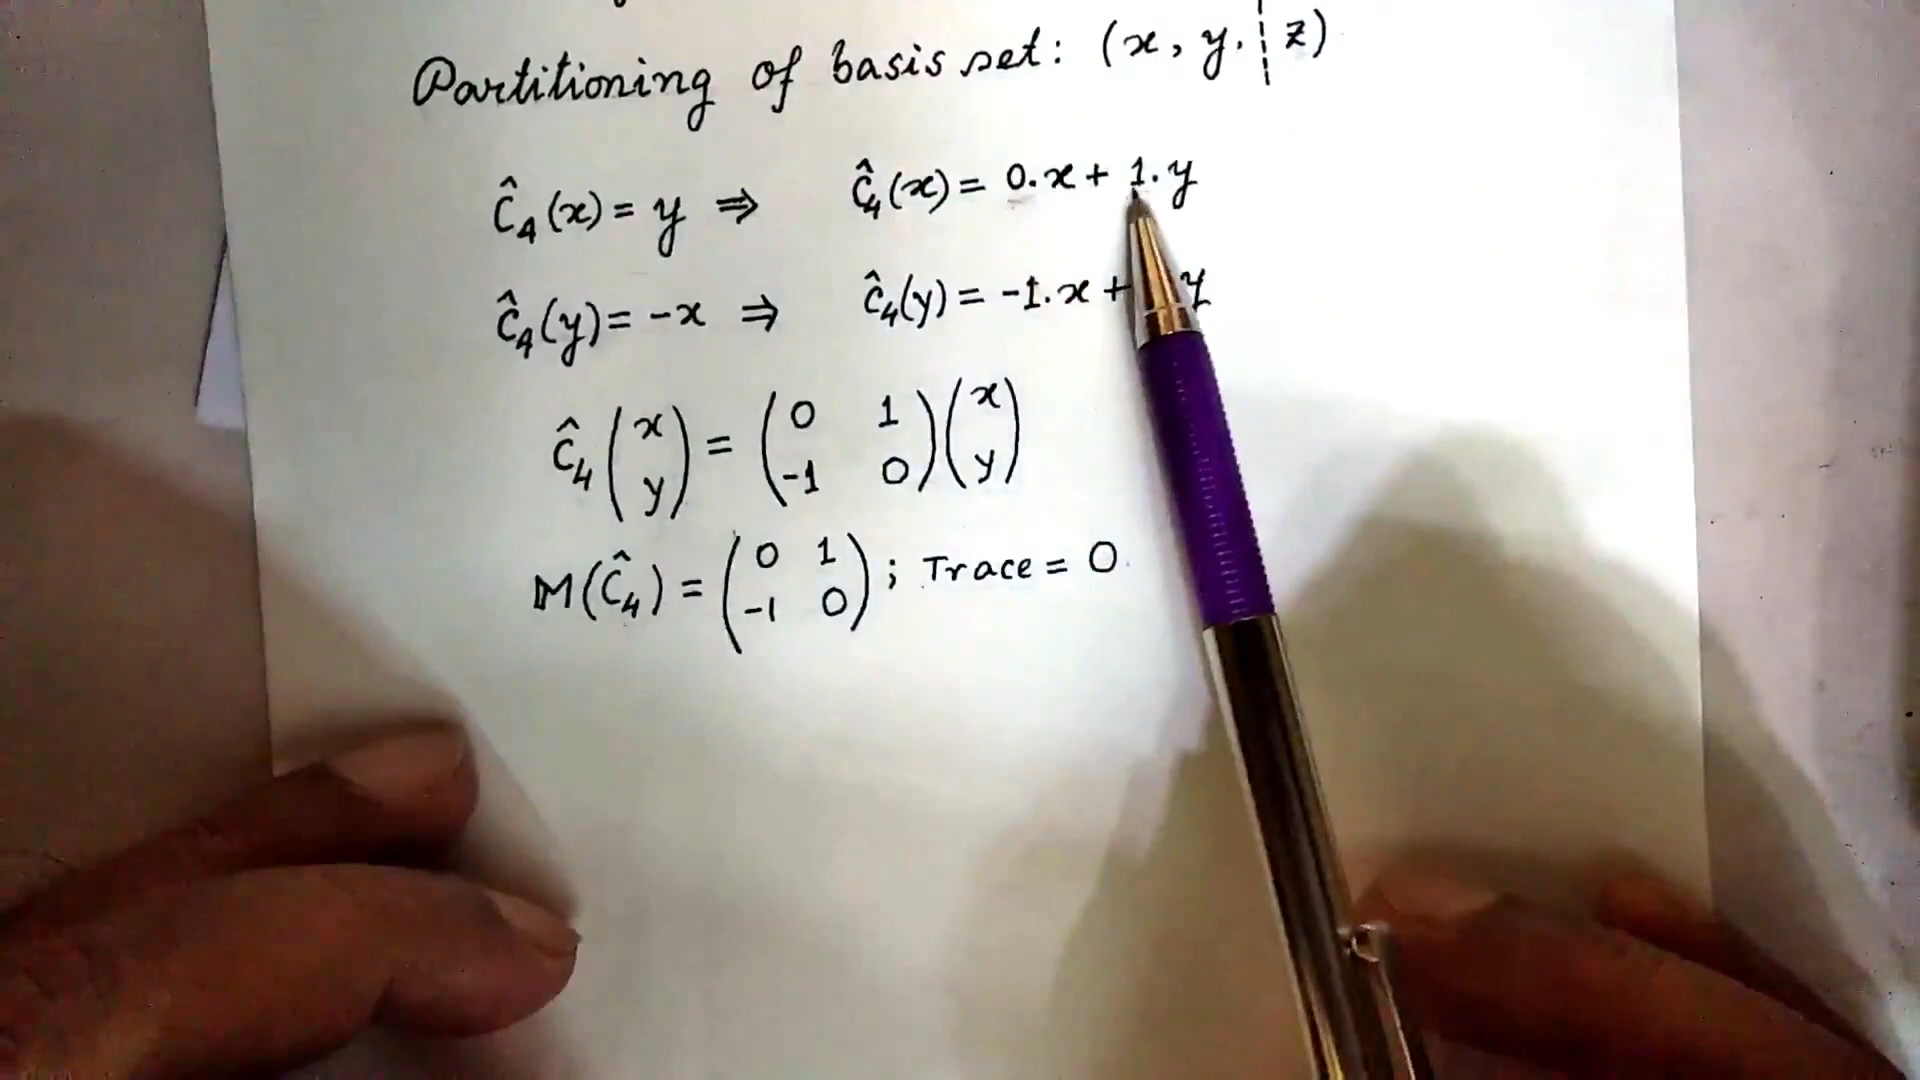 Partitioning of basis set: (x, y, ¦ z)
Ĉ₄(x) = y ⇒ Ĉ₄(x) = 0.x + 1.y
Ĉ₄(y) = -x ⇒ Ĉ₄(y) = -1.x + y
Ĉ₄ (x y) = (0 1 -1 0) (x y)
M(Ĉ₄) = (0 1 -1 0) ; Trace = 0.